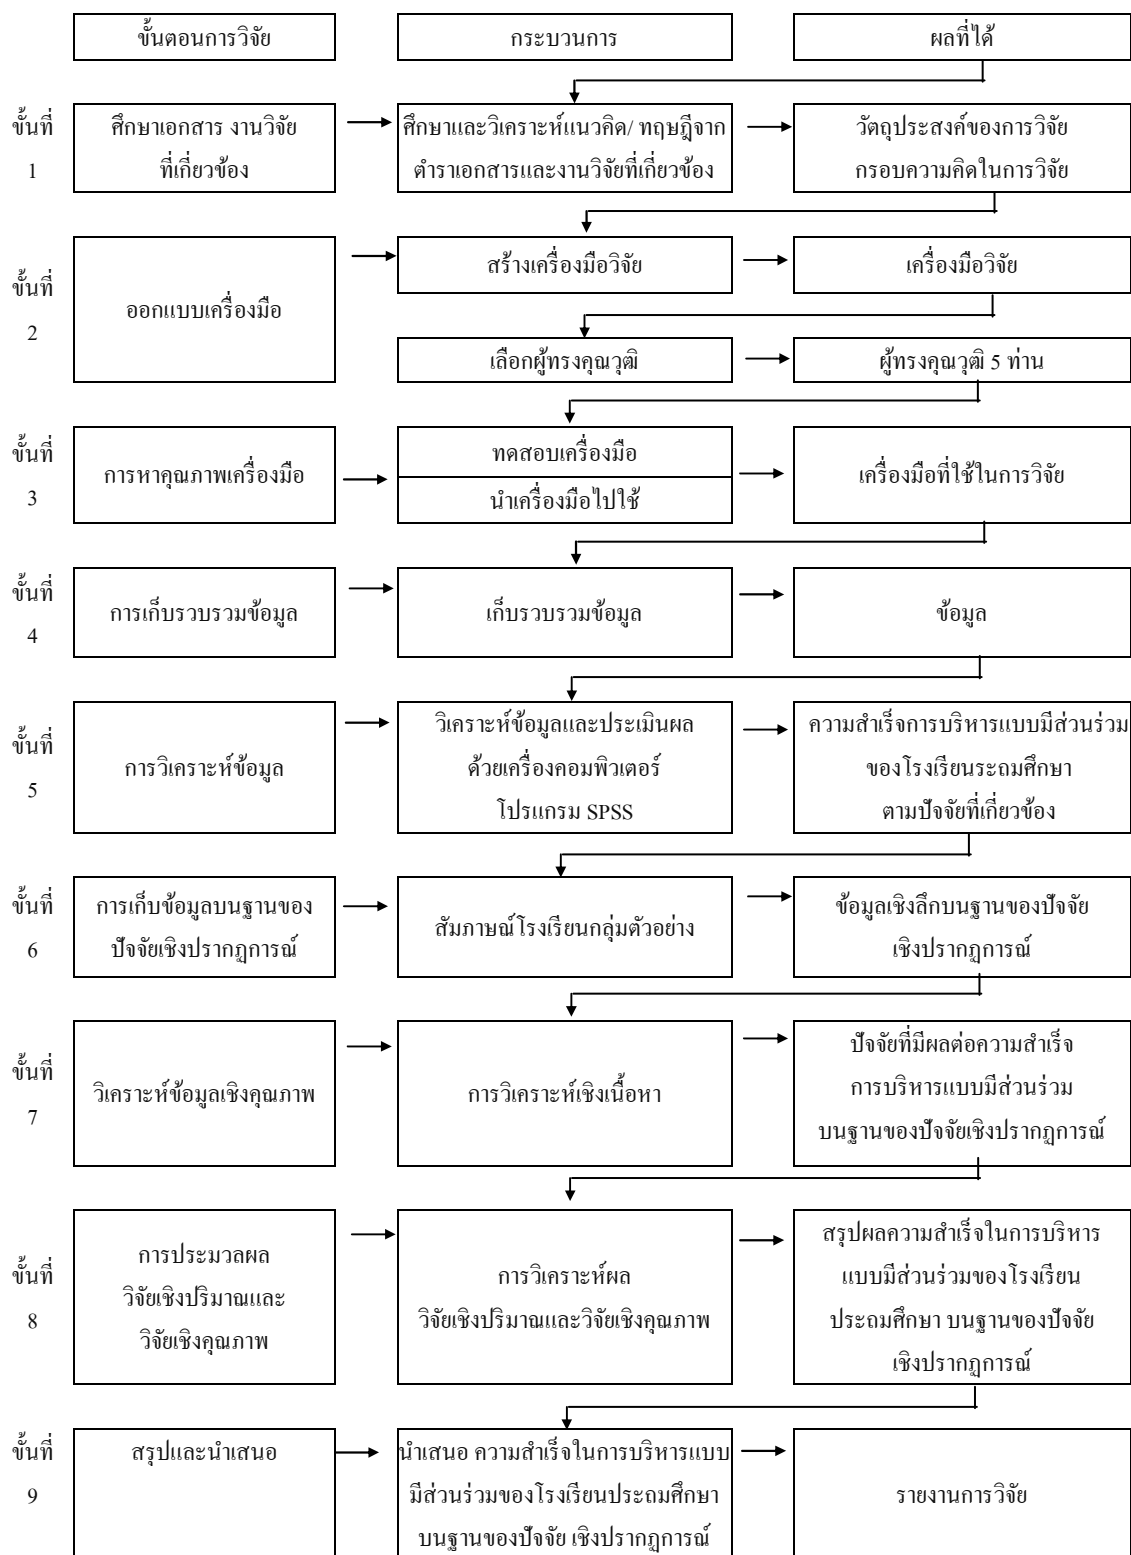 ขั้นตอนการวิจัย
กระบวนการ
ผลที่ได้
ขั้นที่
1
ศึกษาเอกสาร งานวิจัย
ที่เกี่ยวข้อง
ศึกษาและวิเคราะห์แนวคิด/ ทฤษฎีจาก
ตำราเอกสารและงานวิจัยที่เกี่ยวข้อง
วัตถุประสงค์ของการวิจัย
กรอบความคิดในการวิจัย
ขั้นที่
2
ออกแบบเครื่องมือ
สร้างเครื่องมือวิจัย
เครื่องมือวิจัย
เลือกผู้ทรงคุณวุฒิ
ผู้ทรงคุณวุฒิ 5 ท่าน
ขั้นที่
3
การหาคุณภาพเครื่องมือ
ทดสอบเครื่องมือ
นำเครื่องมือไปใช้
เครื่องมือที่ใช้ในการวิจัย
ขั้นที่
4
การเก็บรวบรวมข้อมูล
เก็บรวบรวมข้อมูล
ข้อมูล
ขั้นที่
5
การวิเคราะห์ข้อมูล
วิเคราะห์ข้อมูลและประเมินผล
ด้วยเครื่องคอมพิวเตอร์
โปรแกรม SPSS
ความสำเร็จการบริหารแบบมีส่วนร่วม
ของโรงเรียนระถมศึกษา
ตามปัจจัยที่เกี่ยวข้อง
ขั้นที่
6
การเก็บข้อมูลบนฐานของ
ปัจจัยเชิงปรากฏการณ์
สัมภาษณ์โรงเรียนกลุ่มตัวอย่าง
ข้อมูลเชิงลึกบนฐานของปัจจัย
เชิงปรากฏการณ์
ขั้นที่
7
วิเคราะห์ข้อมูลเชิงคุณภาพ
การวิเคราะห์เชิงเนื้อหา
ปัจจัยที่มีผลต่อความสำเร็จ
การบริหารแบบมีส่วนร่วม
บนฐานของปัจจัยเชิงปรากฏการณ์
ขั้นที่
8
การประมวลผล
วิจัยเชิงปริมาณและ
วิจัยเชิงคุณภาพ
การวิเคราะห์ผล
วิจัยเชิงปริมาณและวิจัยเชิงคุณภาพ
สรุปผลความสำเร็จในการบริหาร
แบบมีส่วนร่วมของโรงเรียน
ประถมศึกษา บนฐานของปัจจัย
เชิงปรากฏการณ์
ขั้นที่
9
สรุปและนำเสนอ
นำเสนอ ความสำเร็จในการบริหารแบบ
มีส่วนร่วมของโรงเรียนประถมศึกษา
บนฐานของปัจจัย เชิงปรากฏการณ์
รายงานการวิจัย